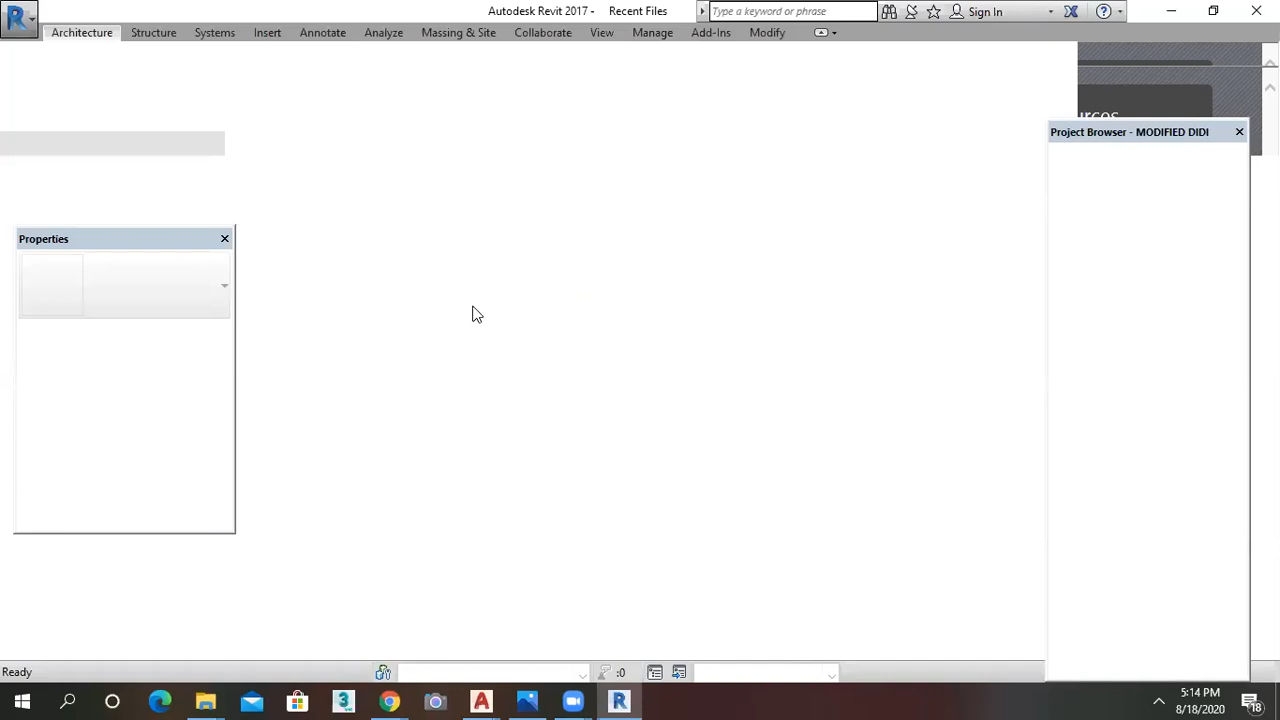 Autodesk Revit 2017 - Recent Files
Type a keyword or phrase
Sign In
Architecture Structure Systems Insert Annotate Analyze Massing & Site Collaborate View Manage Add-Ins Modify
Project Browser - MODIFIED DIDI
Properties
Ready
:0
5:14 PM
8/18/2020
18